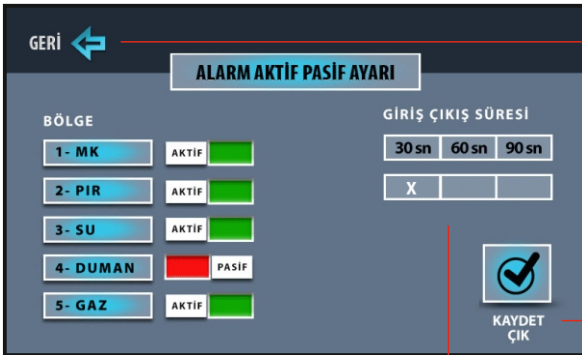 GERİ
ALARM AKTİF PASİF AYARI
BÖLGE
GİRİŞ ÇIKIŞ SÜRESİ
1- MK AKTİF
30 sn 60 sn 90 sn
2- PIR AKTİF
X
3- SU AKTİF
4- DUMAN PASİF
5- GAZ AKTİF
KAYDET
ÇIK